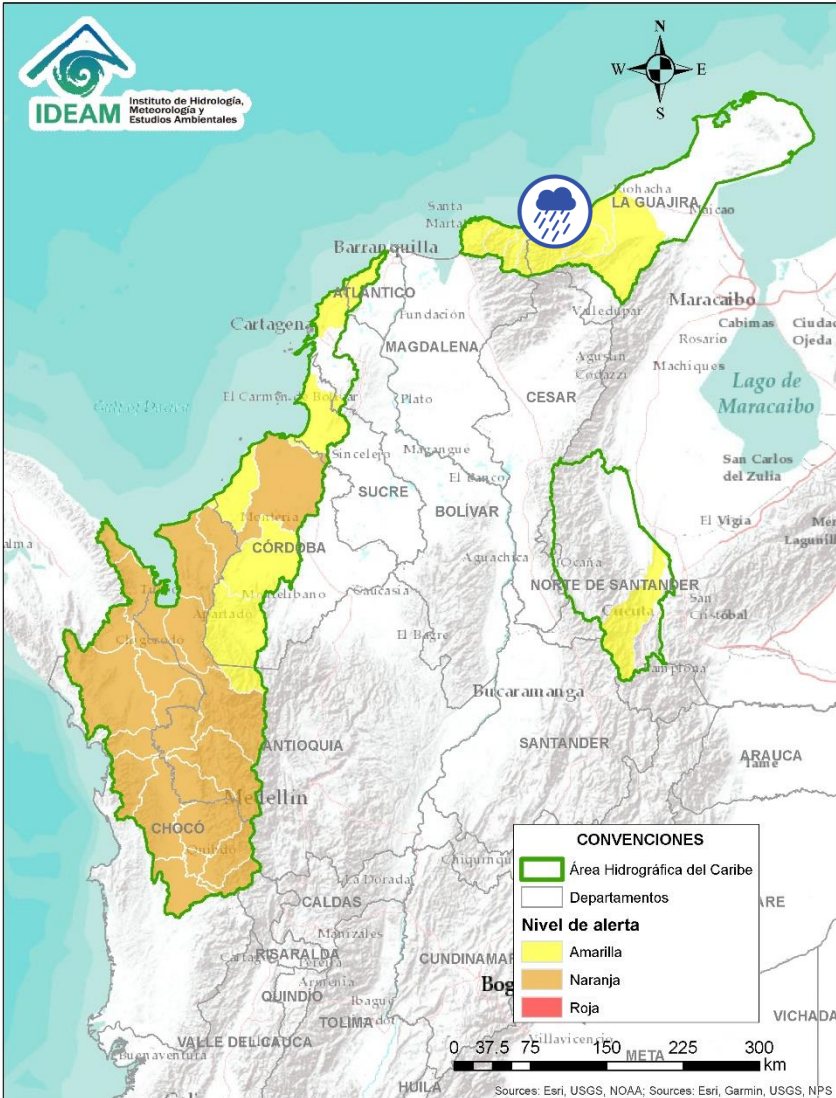 IDEAM
Instituto de Hidrología,
Meteorología y
Estudios Ambientales
N
W
E
S
Santa
Marta
LA GUAJIRA
Maicao
Barranquilla
ATLÁNTICO
Cartagena
Fundación
Valledupar
Maracaibo
Cabimas
Ciudad
Ojeda
Rosario
MAGDALENA
Agustín
Codazzi
Machiques
Lago de
Maracaibo
CESAR
El Carmen de Bolívar
Plato
Sincelejo
Magangué
El Banco
San Carlos
del Zulia
SUCRE
BOLÍVAR
El Vigía
Montería
CÓRDOBA
Aguachica
Ocaña
NORTE DE SANTANDER
Cúcuta
San
Cristóbal
Montelibano
Caucasia
Apartadó
El Bagre
Chigorodó
Pamplona
Bucaramanga
ANTIOQUIA
SANTANDER
ARAUCA
Tame
Medellín
CHOCÓ
Quibdó
La Dorada
CALDAS
Manizales
RISARALDA
Pereira
Armenia
QUINDÍO
Ibagué
TOLIMA
VALLE DEL CAUCA
Buenaventura
HUILA
Villavicencio
META
VICHADA
CONVENCIONES
Área Hidrográfica del Caribe
Departamentos
Nivel de alerta
Amarilla
Naranja
Roja
0 37.5 75 150 225 300
km
Sources: Esri, USGS, NOAA; Sources: Esri, Garmin, USGS, NPS